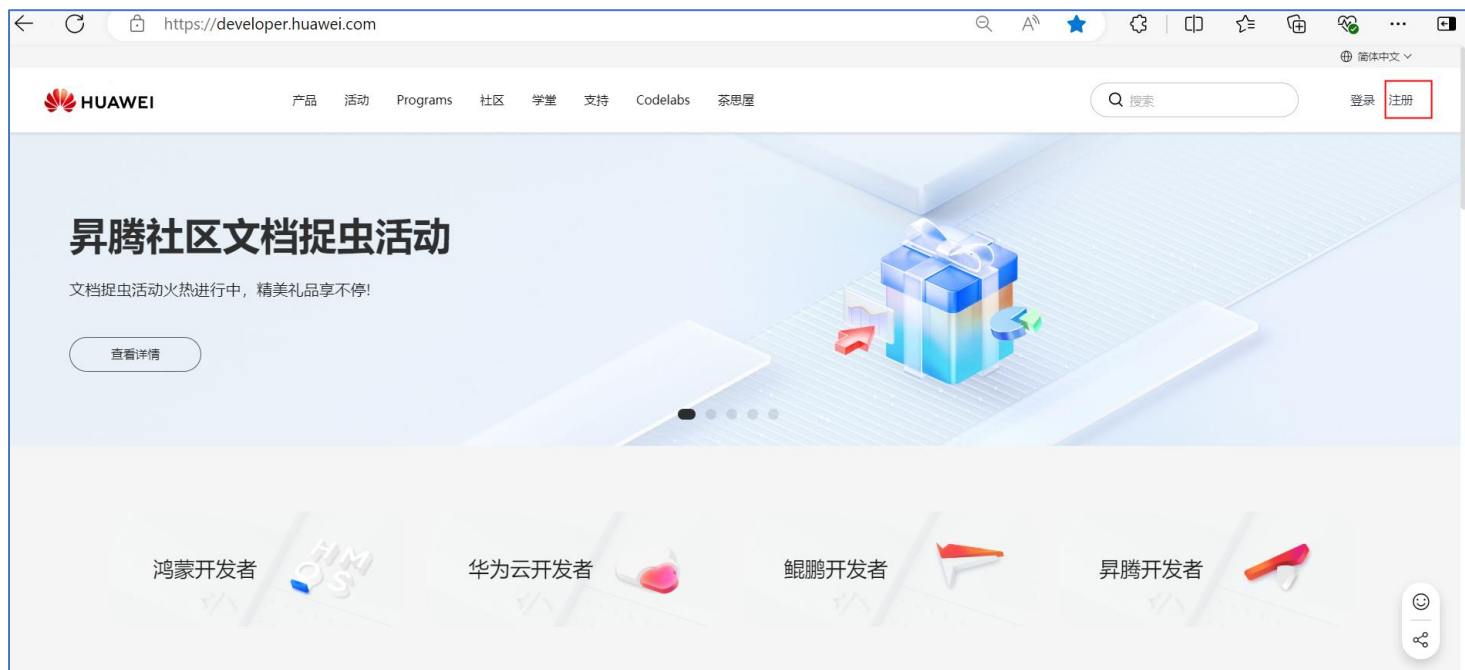 https://developer.huawei.com
简体中文
HUAWEI 产品 活动 Programs 社区 学堂 支持 Codelabs 茶思屋 搜索 登录 注册
昇腾社区文档捉虫活动
文档捉虫活动火热进行中，精美礼品享不停!
查看详情
鸿蒙开发者 HMOS 华为云开发者 鲲鹏开发者 昇腾开发者